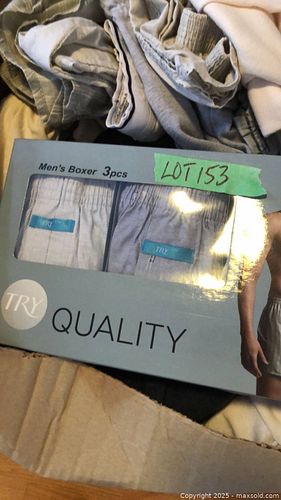 Men's Boxer 3pcs
LOT 153
TRY
TRY
TRY
QUALITY
Copyright © 2025 - maxsold.com